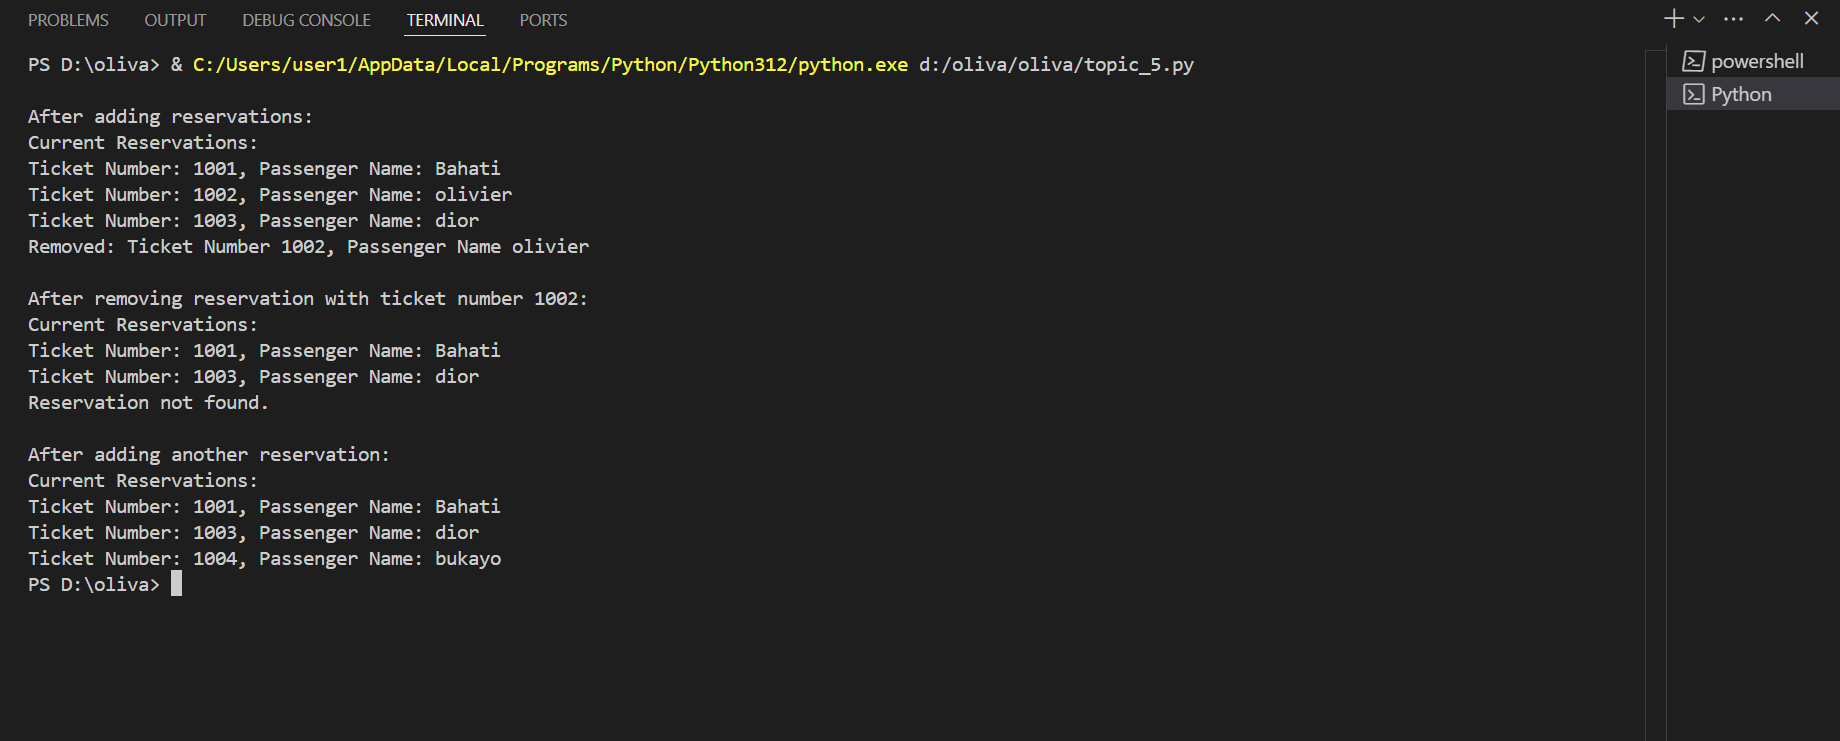 PROBLEMS OUTPUT DEBUG CONSOLE TERMINAL PORTS
PS D:\oliva> & C:/Users/user1/AppData/Local/Programs/Python/Python312/python.exe d:/oliva/oliva/topic_5.py
After adding reservations:
Current Reservations:
Ticket Number: 1001, Passenger Name: Bahati
Ticket Number: 1002, Passenger Name: olivier
Ticket Number: 1003, Passenger Name: dior
Removed: Ticket Number 1002, Passenger Name olivier
After removing reservation with ticket number 1002:
Current Reservations:
Ticket Number: 1001, Passenger Name: Bahati
Ticket Number: 1003, Passenger Name: dior
Reservation not found.
After adding another reservation:
Current Reservations:
Ticket Number: 1001, Passenger Name: Bahati
Ticket Number: 1003, Passenger Name: dior
Ticket Number: 1004, Passenger Name: bukayo
PS D:\oliva>
powershell
Python